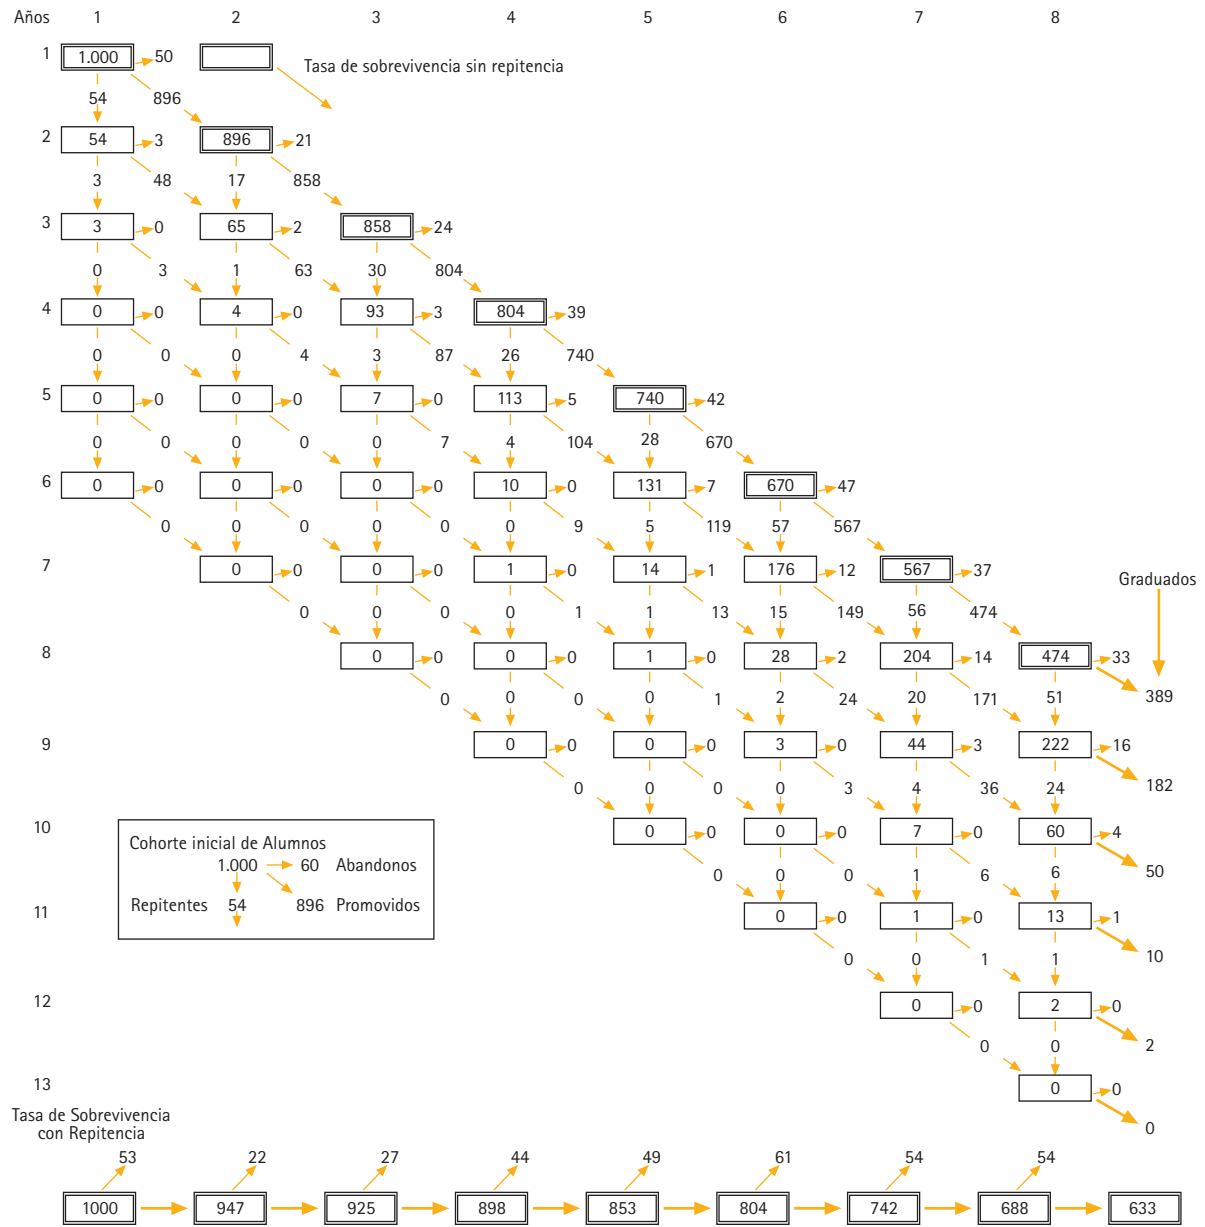 Años 1 2 3 4 5 6 7 8
1 1.000 50
Tasa de sobrevivencia sin repitencia
54 896
2 54 3 896 21
3 48 17 858
3 3 0 65 2 858 24
0 3 1 63 30 804
4 0 0 4 0 93 3 804 39
0 0 0 4 3 87 26 740
5 0 0 0 0 7 0 113 5 740 42
0 0 0 0 0 7 4 104 28 670
6 0 0 0 0 0 0 10 0 131 7 670 47
0 0 0 0 0 0 9 5 119 57 567
7 0 0 0 0 1 0 14 1 176 12 567 37
Graduados
0 0 0 0 1 1 13 15 149 56 474
8 0 0 0 0 1 0 28 2 204 14 474 33
0 0 0 0 1 2 24 20 171 51 389
9 0 0 0 0 3 0 44 3 222 16
0 0 0 0 3 4 36 24 182
10 0 0 0 0 7 0 60 4
Cohorte inicial de Alumnos
1.000 60 Abandonos
Repitentes 54 896 Promovidos
0 0 0 1 6 6 50
11 0 0 1 0 13 1
0 0 1 1 10
12 0 0 2 0
0 0 2
13 0 0
0
Tasa de Sobrevivencia
con Repitencia
53 22 27 44 49 61 54 54
1000 947 925 898 853 804 742 688 633